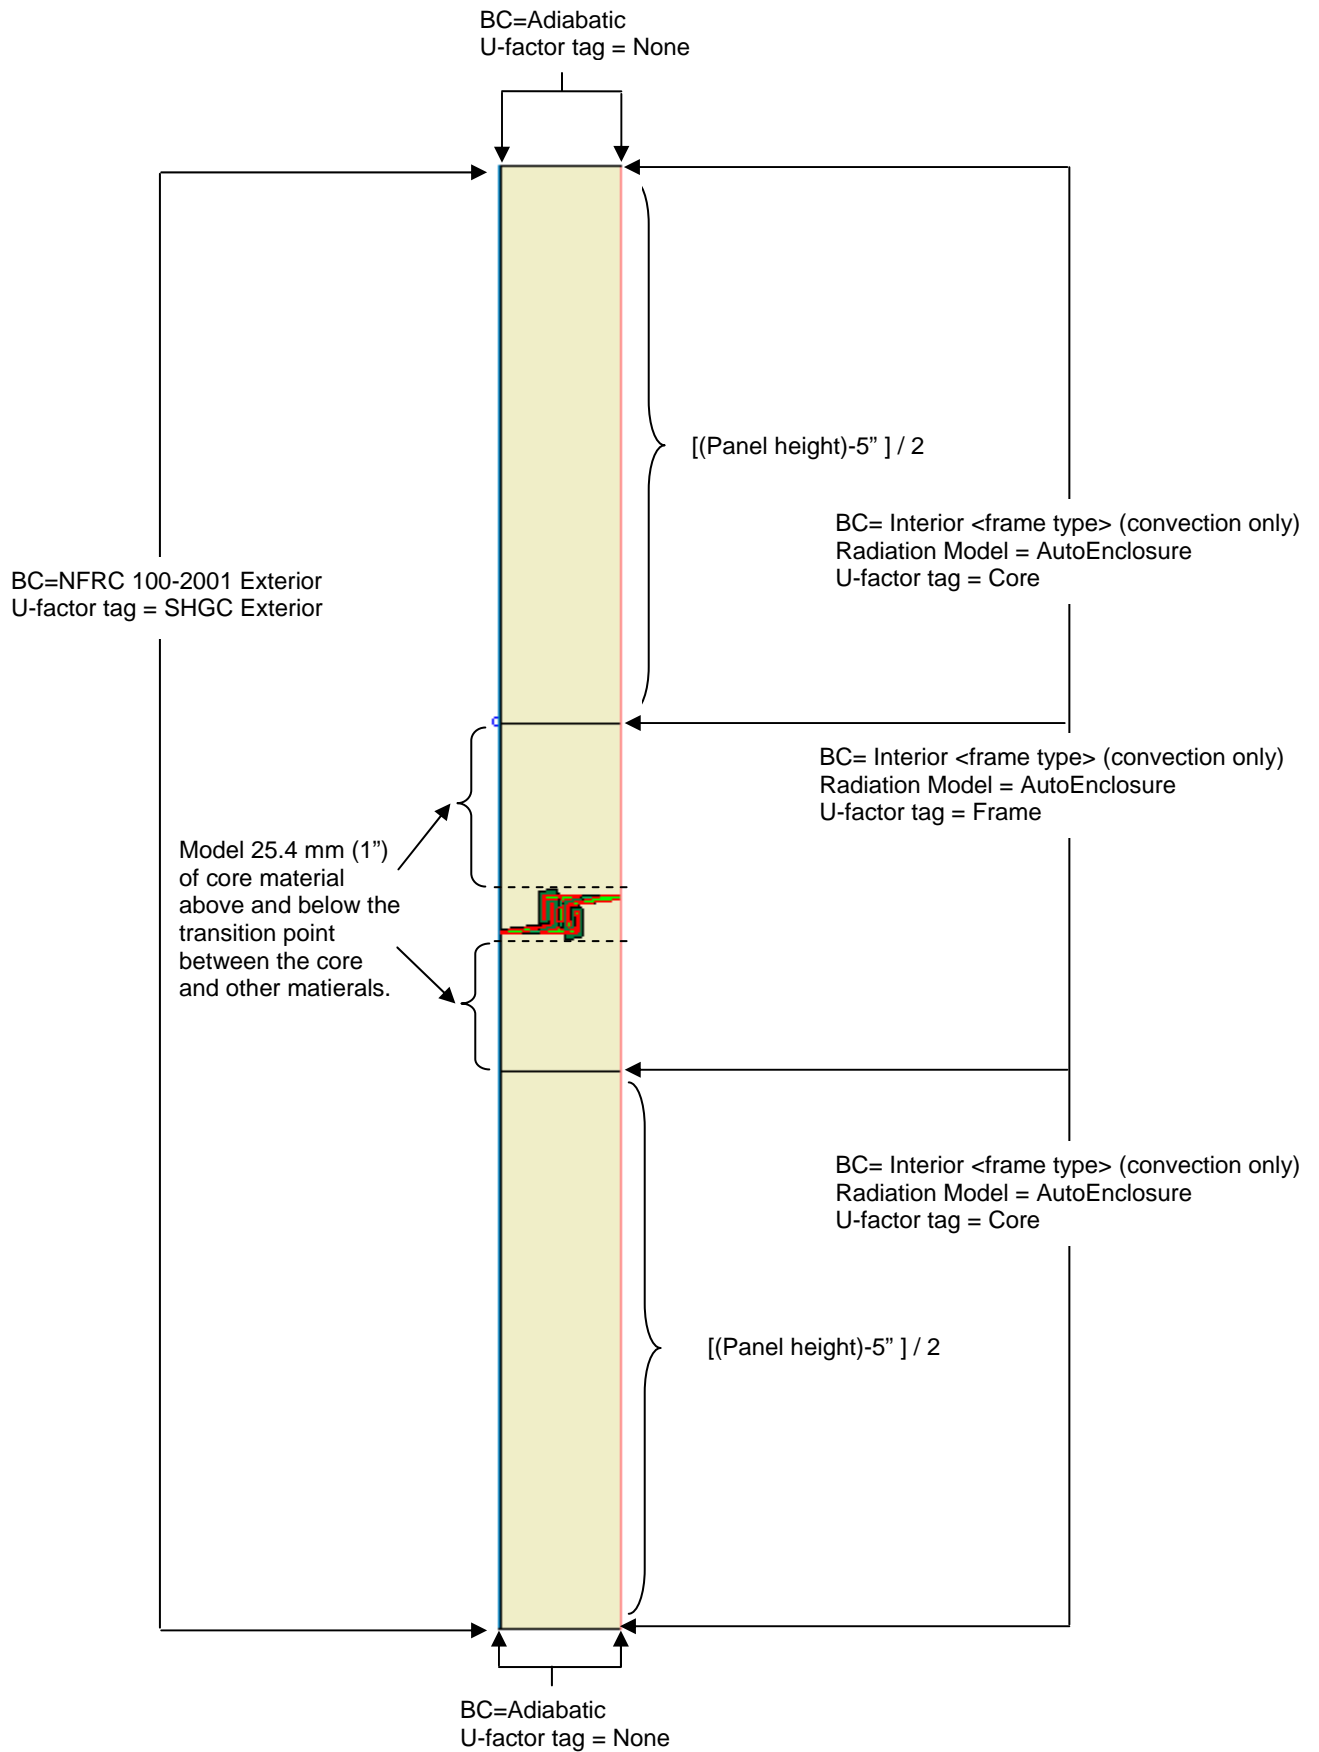 BC=Adiabatic
U-factor tag = None
[(Panel height)-5” ] / 2
BC= Interior <frame type> (convection only)
Radiation Model = AutoEnclosure
U-factor tag = Core
BC=NFRC 100-2001 Exterior
U-factor tag = SHGC Exterior
BC= Interior <frame type> (convection only)
Radiation Model = AutoEnclosure
U-factor tag = Frame
Model 25.4 mm (1”)
of core material
above and below the
transition point
between the core
and other matierals.
BC= Interior <frame type> (convection only)
Radiation Model = AutoEnclosure
U-factor tag = Core
[(Panel height)-5” ] / 2
BC=Adiabatic
U-factor tag = None